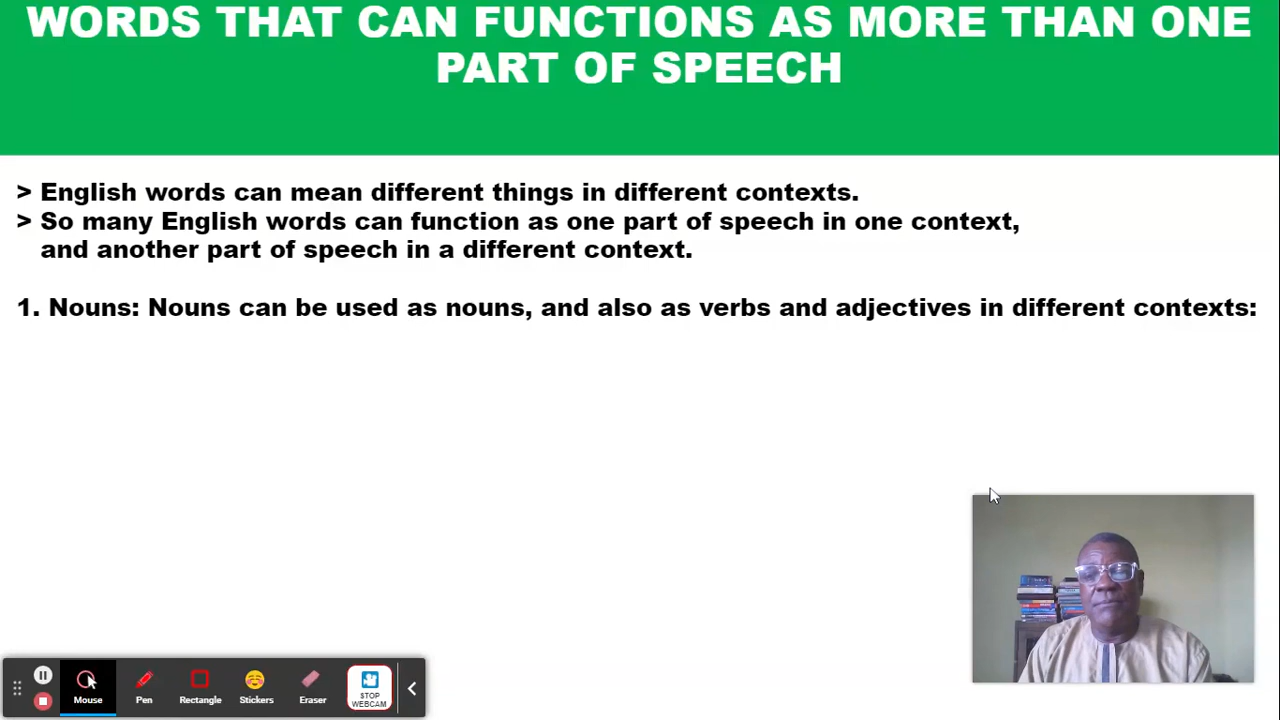 WORDS THAT CAN FUNCTIONS AS MORE THAN ONE
PART OF SPEECH
> English words can mean different things in different contexts.
> So many English words can function as one part of speech in one context,
and another part of speech in a different context.
1. Nouns: Nouns can be used as nouns, and also as verbs and adjectives in different contexts:
Mouse
Pen
Rectangle
Stickers
Eraser
STOP
WEBCAM